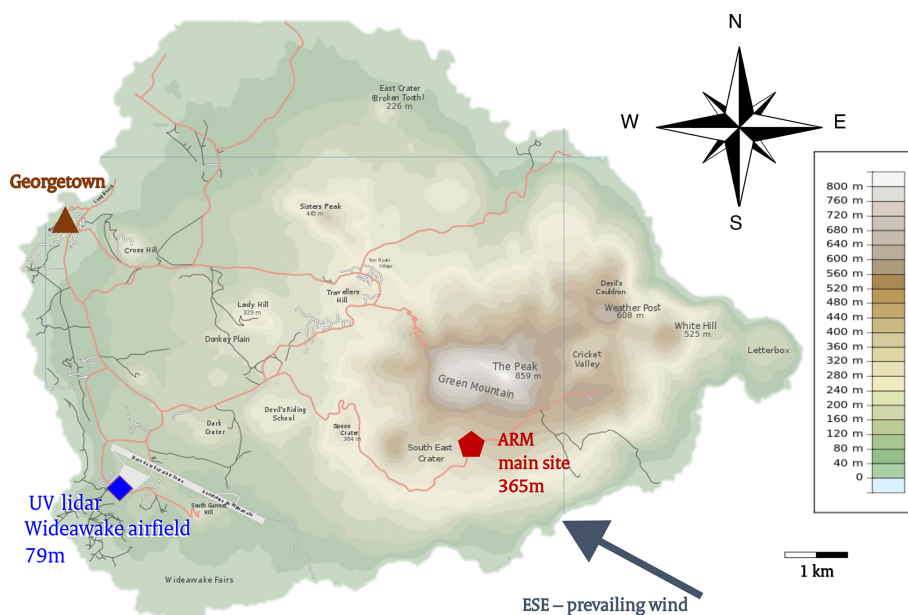 N
W
E
S
East Crater
(Broken Tooth)
226 m
Georgetown
Long Beach
Sisters Peak
445 m
Cross Hill
Two Boats
Village
Travellers
Hill
Lady Hill
329 m
Donkey Plain
Devil's
Cauldron
Weather Post
608 m
White Hill
525 m
Letterbox
The Peak
859 m
Green Mountain
Cricket
Valley
Devil's Riding
School
Dark
Crater
Spoon
Crater
364 m
South East
Crater
ARM
main site
365m
South Gannet
Hill
UV lidar
Wideawake airfield
79m
Wideawake Fairs
ESE – prevailing wind
1 km
800 m
760 m
720 m
680 m
640 m
600 m
560 m
520 m
480 m
440 m
400 m
360 m
320 m
280 m
240 m
200 m
160 m
120 m
80 m
40 m
0